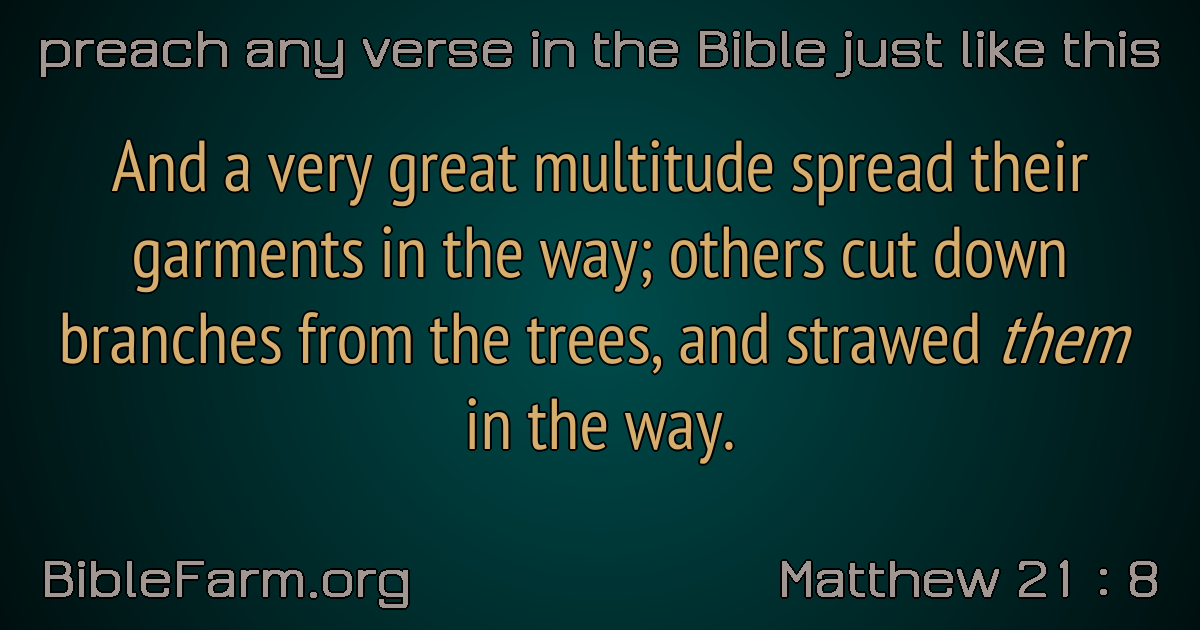 preach any verse in the Bible just like this
And a very great multitude spread their
garments in the way; others cut down
branches from the trees, and strawed them
in the way.
BibleFarm.org
Matthew 21 : 8